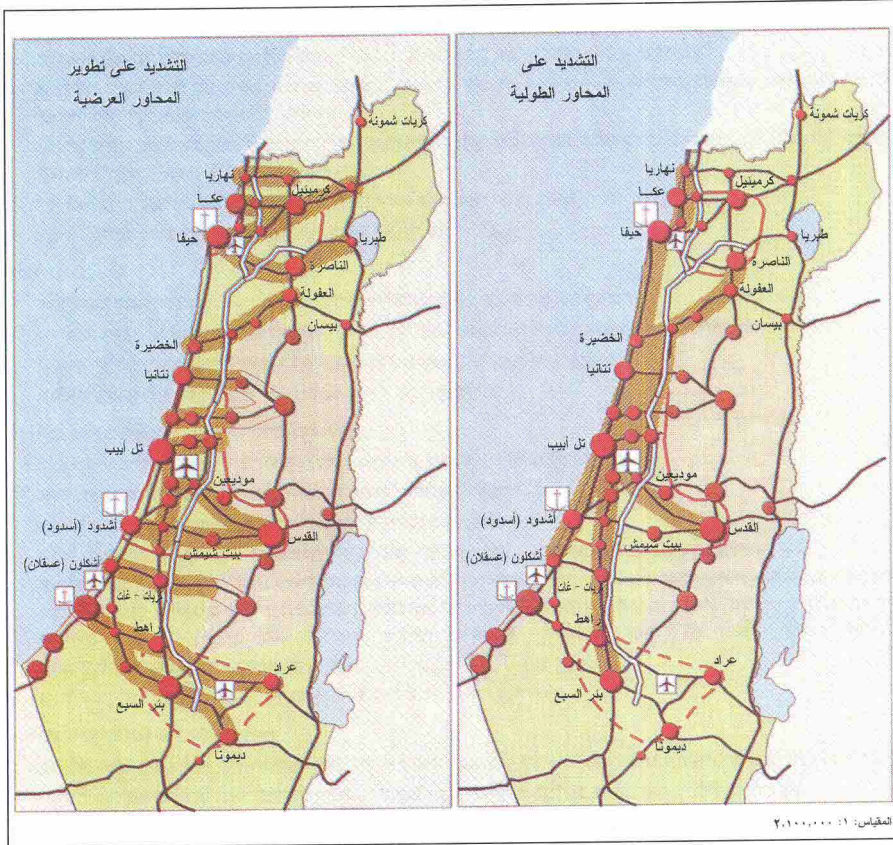 التشديد على
المحاور الطولية
كريات شمونة
نهاريا
كرميئيل
عكا
حيفا
طبريا
الناصرة
العفولة
بيسان
الخضيرة
نتانيا
تل أبيب
موديعين
أشدود (أسدود)
القدس
بيت شيمش
أشكلون (عسقلان)
كريات - غات
راهط
عراد
بئر السبع
ديمونا
التشديد على تطوير
المحاور العرضية
كريات شمونة
نهاريا
كرميئيل
عكا
حيفا
طبريا
الناصرة
العفولة
بيسان
الخضيرة
نتانيا
تل أبيب
موديعين
أشدود (أسدود)
القدس
بيت شيمش
أشكلون (عسقلان)
كريات - غات
راهط
عراد
بئر السبع
ديمونا
المقياس: ١: ٢،١٠٠،٠٠٠